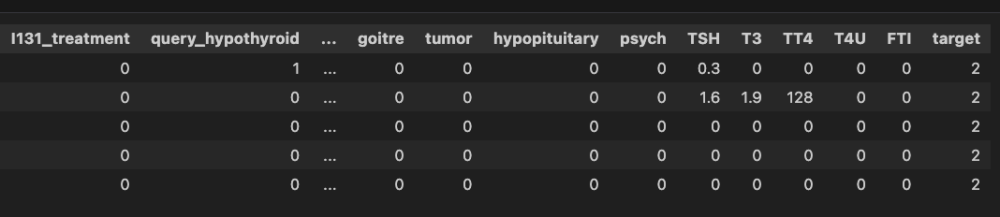 I131_treatment query_hypothyroid ... goitre tumor hypopituitary psych TSH T3 TT4 T4U FTI target
0 1 ... 0 0 0 0 0.3 0 0 0 0 2
0 0 ... 0 0 0 0 1.6 1.9 128 0 0 2
0 0 ... 0 0 0 0 0 0 0 0 0 2
0 0 ... 0 0 0 0 0 0 0 0 0 2
0 0 ... 0 0 0 0 0 0 0 0 0 2